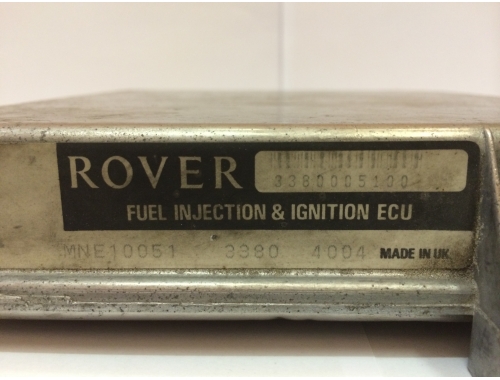 ROVER
3380005100
FUEL INJECTION & IGNITION ECU
MNE10051 3380 4004 MADE IN UK